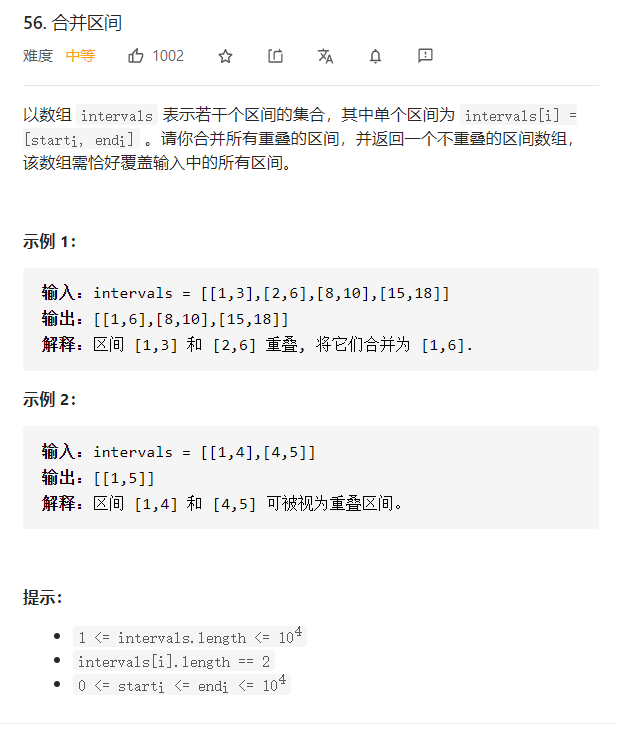 56. 合并区间
难度 中等 1002
以数组 intervals 表示若干个区间的集合，其中单个区间为 intervals[i] =
[starti, endi] 。请你合并所有重叠的区间，并返回一个不重叠的区间数组，
该数组需恰好覆盖输入中的所有区间。
示例 1：
输入：intervals = [[1,3],[2,6],[8,10],[15,18]]
输出：[[1,6],[8,10],[15,18]]
解释：区间 [1,3] 和 [2,6] 重叠, 将它们合并为 [1,6].
示例 2：
输入：intervals = [[1,4],[4,5]]
输出：[[1,5]]
解释：区间 [1,4] 和 [4,5] 可被视为重叠区间。
提示：
1 <= intervals.length <= 10^4
intervals[i].length == 2
0 <= starti <= endi <= 10^4